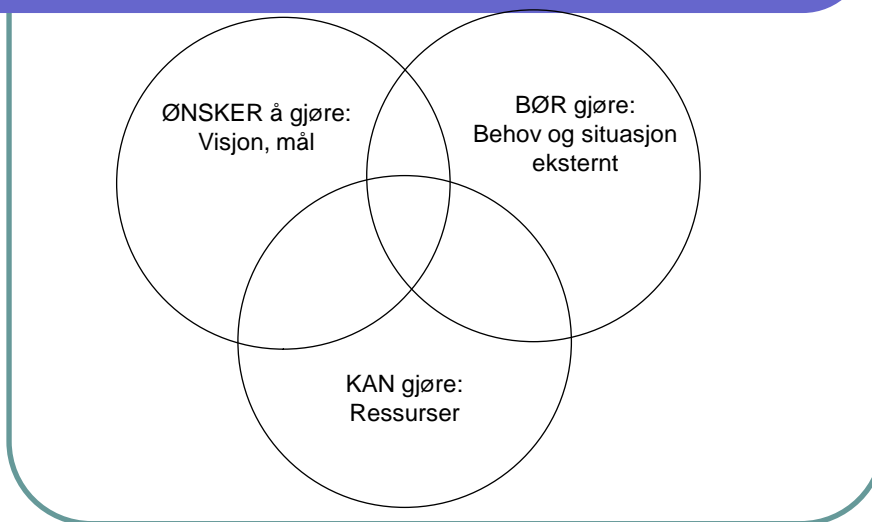 ØNSKER å gjøre:
Visjon, mål
BØR gjøre:
Behov og situasjon
eksternt
KAN gjøre:
Ressurser